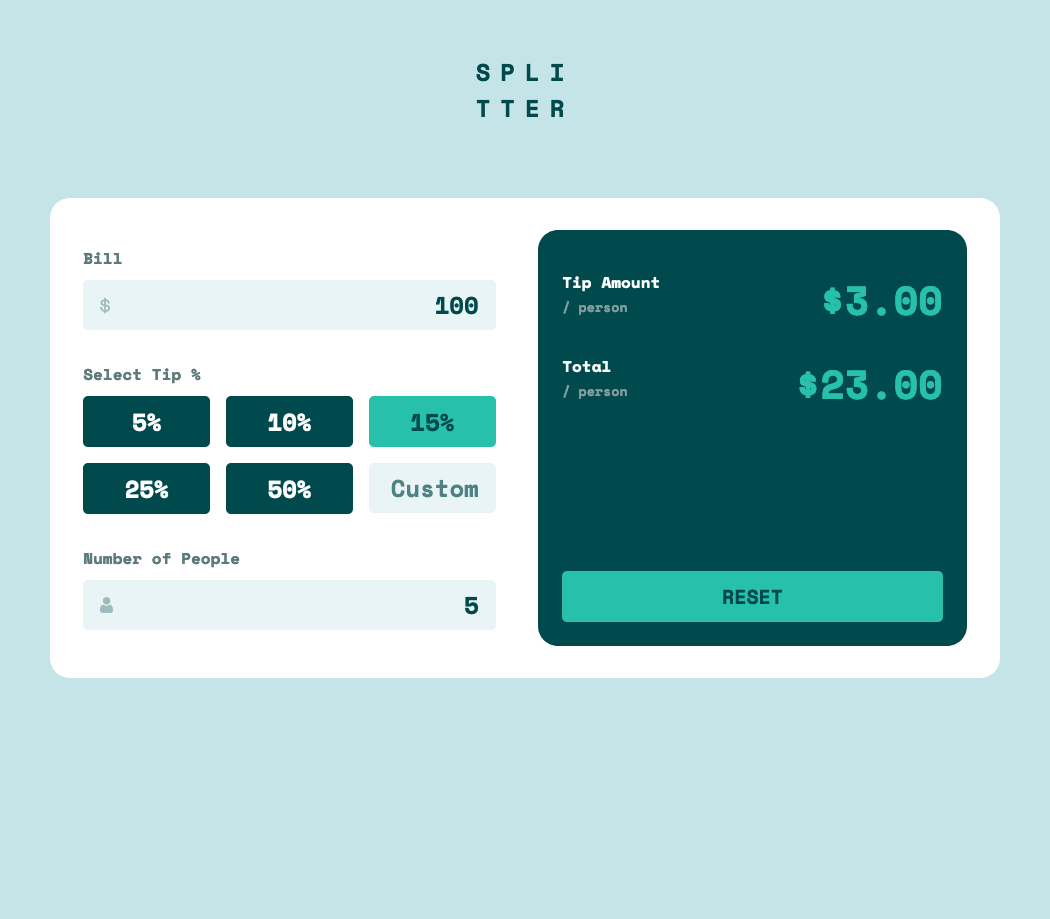 SPLI
TTER
Bill
$ 100
Select Tip %
5% 10% 15%
25% 50% Custom
Number of People
5
Tip Amount
/ person
$3.00
Total
/ person
$23.00
RESET